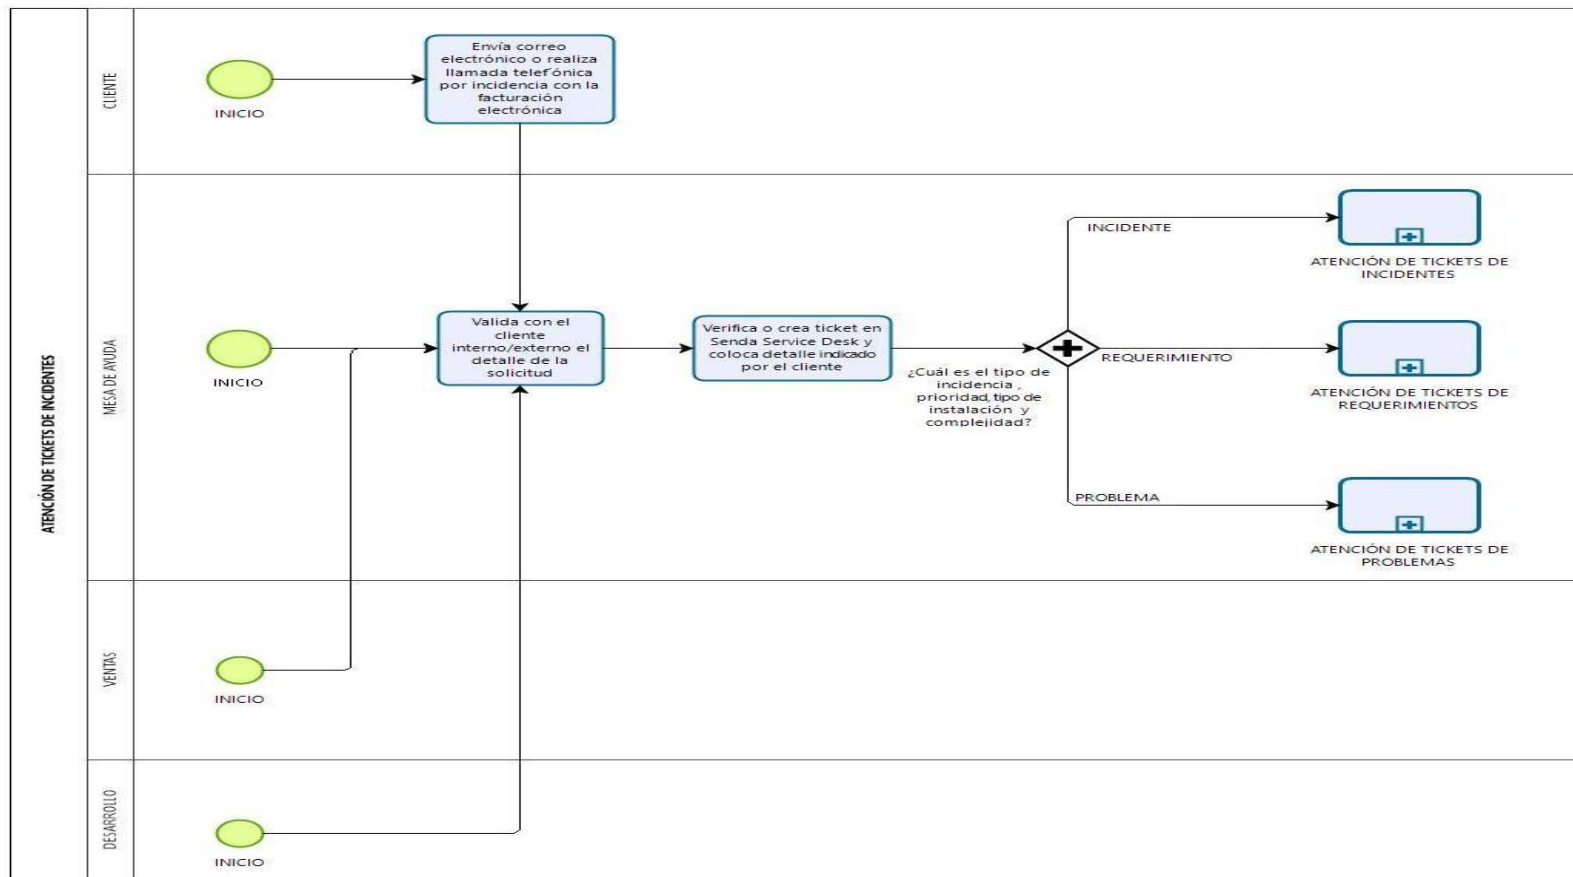 ATENCIÓN DE TICKETS DE INCIDENTES
CLIENTE
INICIO
Envía correo
electrónico o realiza
llamada telef´ónica
por incidencia con la
facturación
electrónica
MESA DE AYUDA
INICIO
Valida con el
cliente
interno/externo el
detalle de la
solicitud
Verifica o crea ticket en
Senda Service Desk y
coloca detalle indicado
por el cliente
¿Cuál es el tipo de
incidencia ,
prioridad, tipo de
instalación y
complejidad?
INCIDENTE
ATENCIÓN DE TICKETS DE
INCIDENTES
REQUERIMIENTO
ATENCIÓN DE TICKETS DE
REQUERIMIENTOS
PROBLEMA
ATENCIÓN DE TICKETS DE
PROBLEMAS
VENTAS
INICIO
DESARROLLO
INICIO